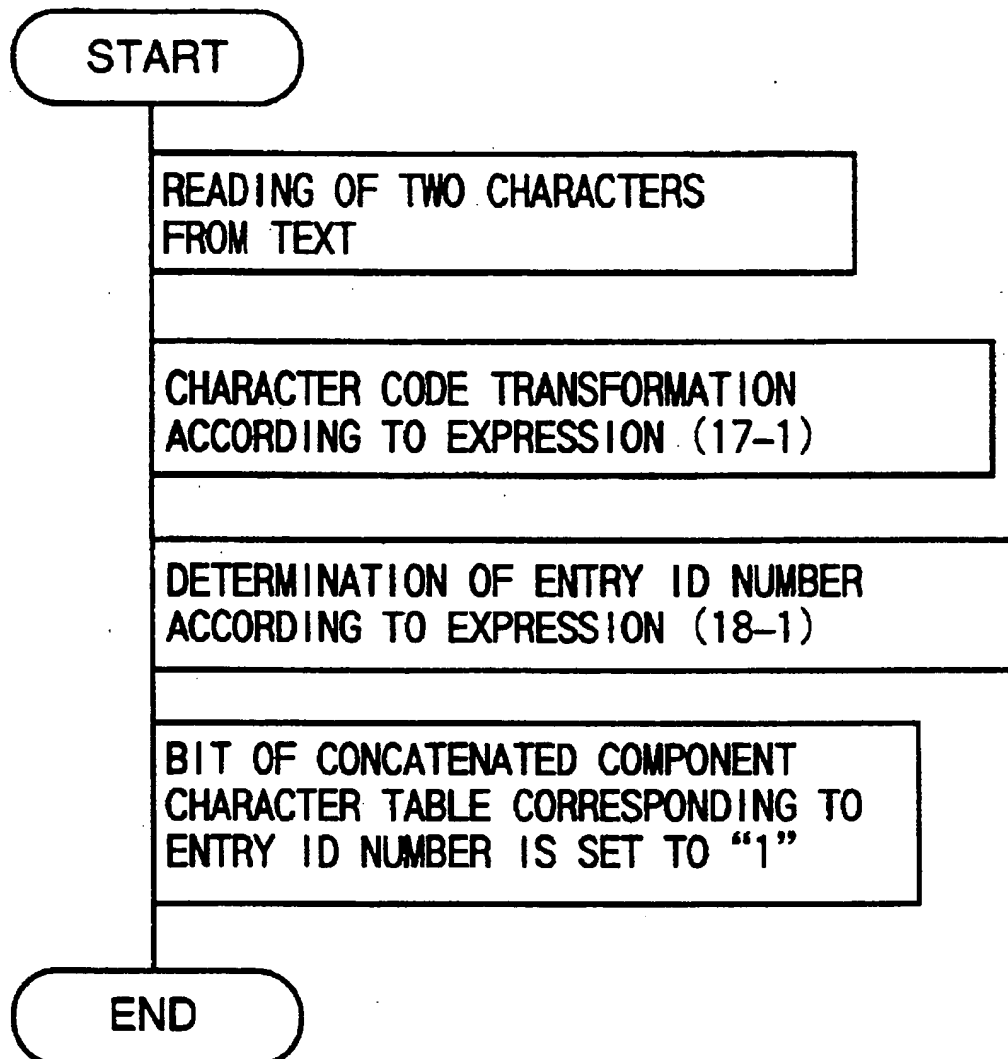 START
READING OF TWO CHARACTERS
FROM TEXT
CHARACTER CODE TRANSFORMATION
ACCORDING TO EXPRESSION (17-1)
DETERMINATION OF ENTRY ID NUMBER
ACCORDING TO EXPRESSION (18-1)
BIT OF CONCATENATED COMPONENT
CHARACTER TABLE CORRESPONDING TO
ENTRY ID NUMBER IS SET TO “1”
END